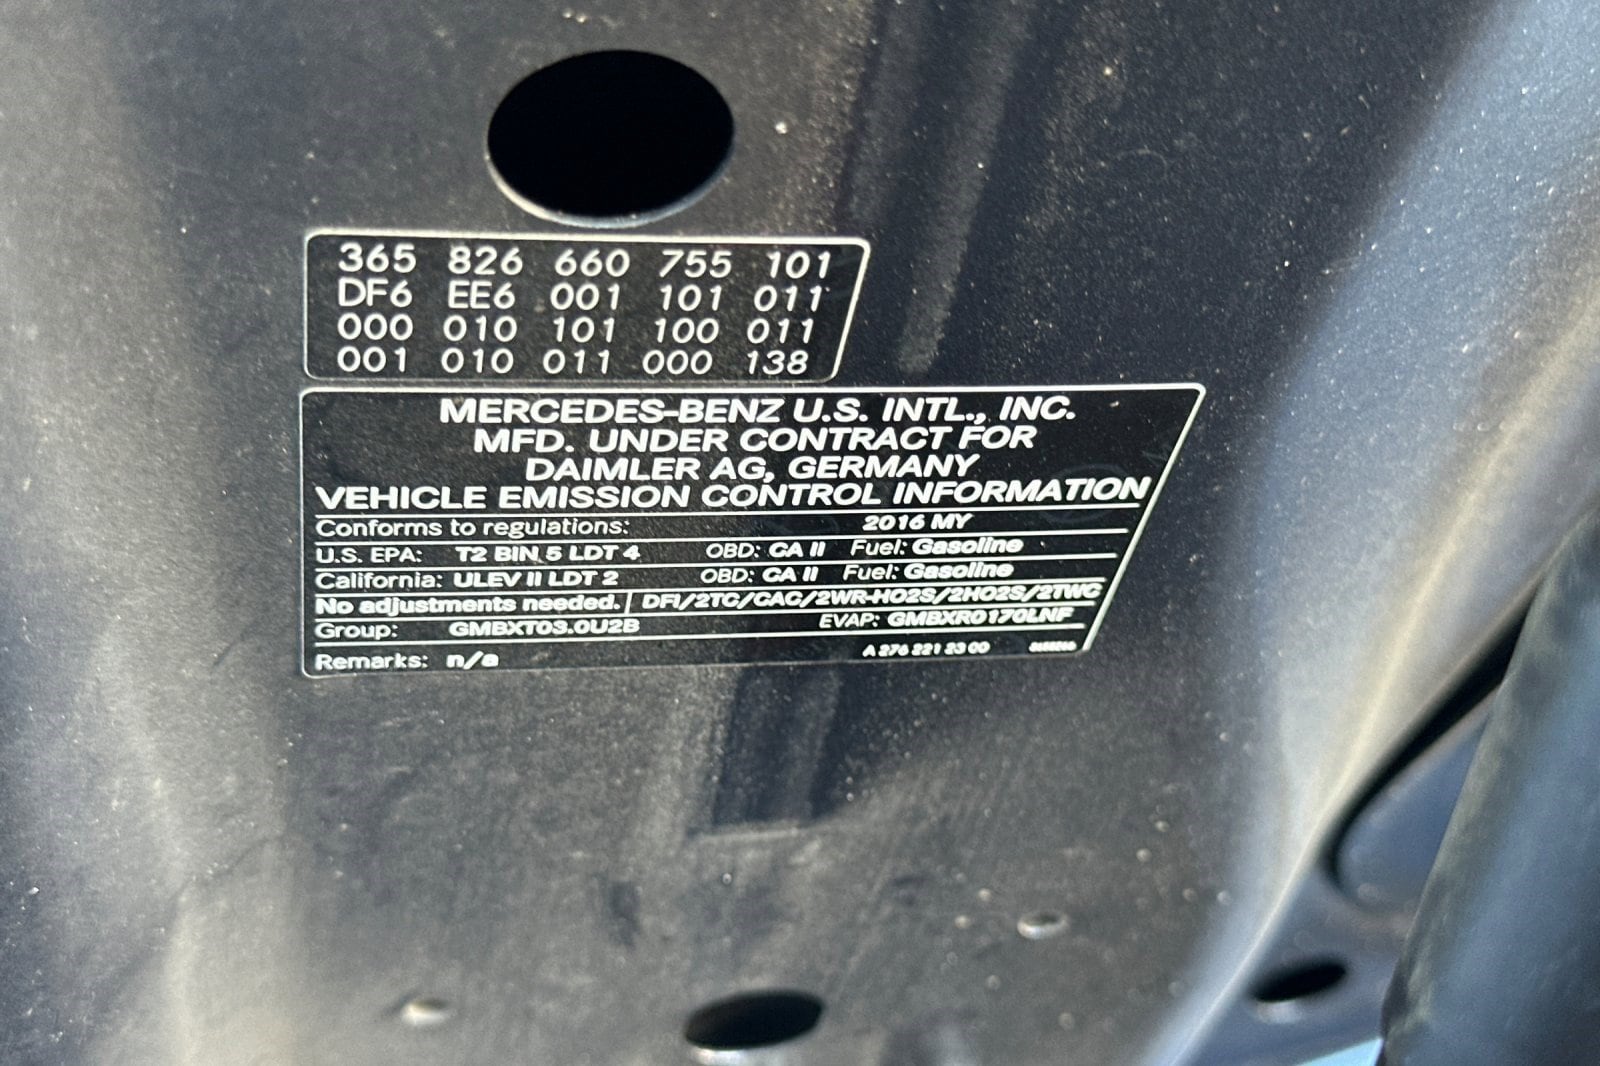 365 826 660 755 101
DF6 EE6 001 101 011
000 010 101 100 011
001 010 011 000 138
MERCEDES-BENZ U.S. INTL., INC.
MFD. UNDER CONTRACT FOR
DAIMLER AG, GERMANY
VEHICLE EMISSION CONTROL INFORMATION
Conforms to regulations: 2016 MY
U.S. EPA: T2 BIN 5 LDT 4 OBD: CA II Fuel: Gasoline
California: ULEV II LDT 2 OBD: CA II Fuel: Gasoline
No adjustments needed. DFI/2TC/CAC/2WR-HO2S/2HO2S/2TWC
Group: GMBXT03.0U2B EVAP: GMBXR0170LNF
Remarks: n/a A 276 221 23 00